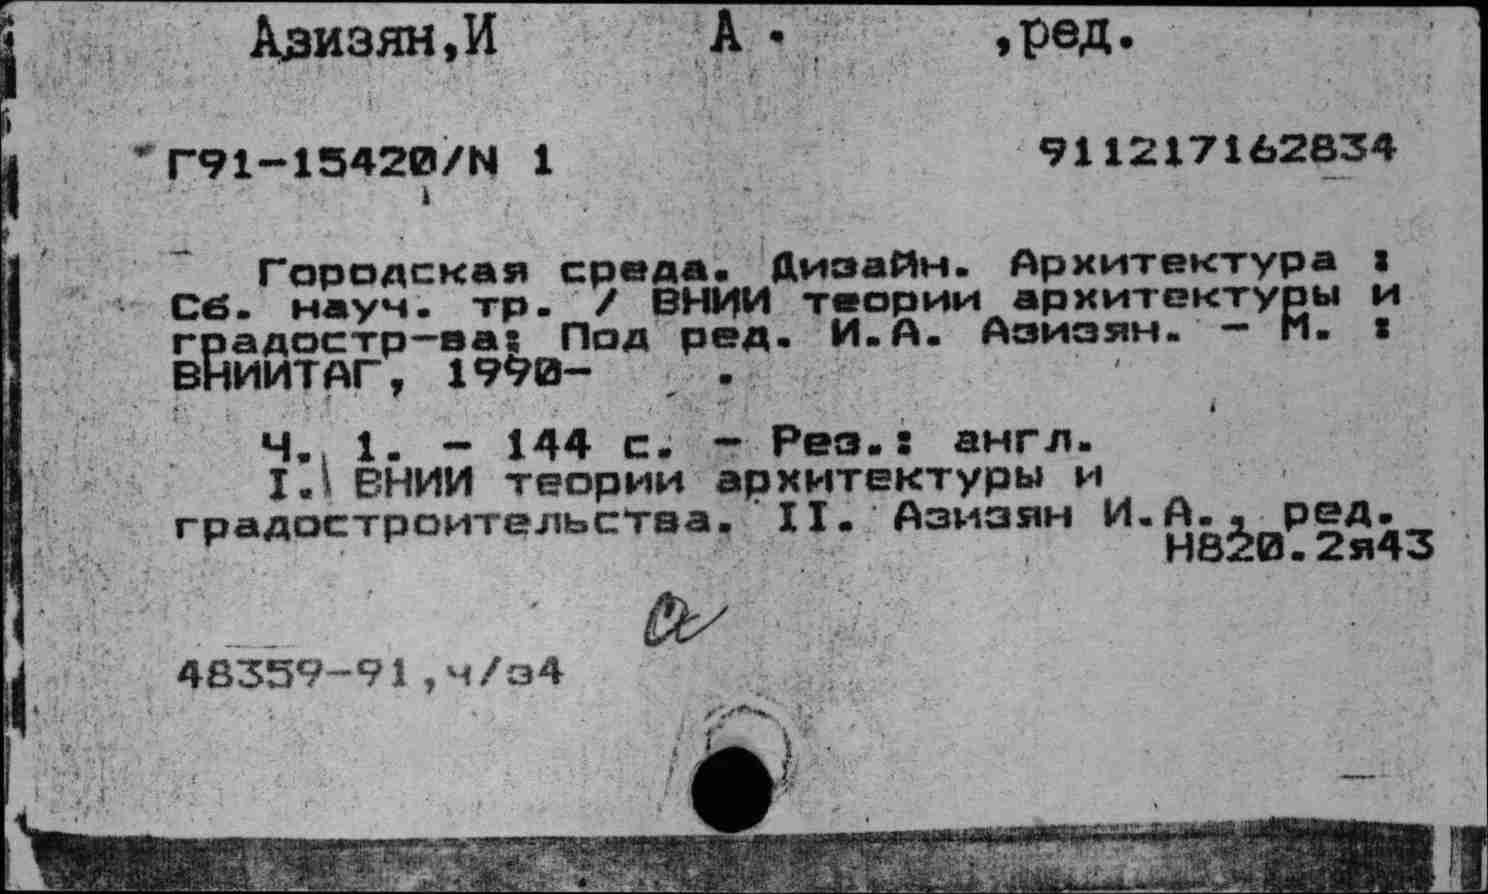 Азизян,И А . ,ред.
Г91-15420/N 1 911217162834
Городская среда. Дизайн. Архитектура :
Сб. науч. тр. / ВНИИ теории архитектуры и
градостр-ва; Под ред. И.А. Азизян. - М. :
ВНИИТАГ, 1990- .
Ч. 1. - 144 с. - Рез.: англ.
I. ВНИИ теории архитектуры и
градостроительства. II. Азизян И.А., ред.
Н820.2я43
48359-91,ч/з4